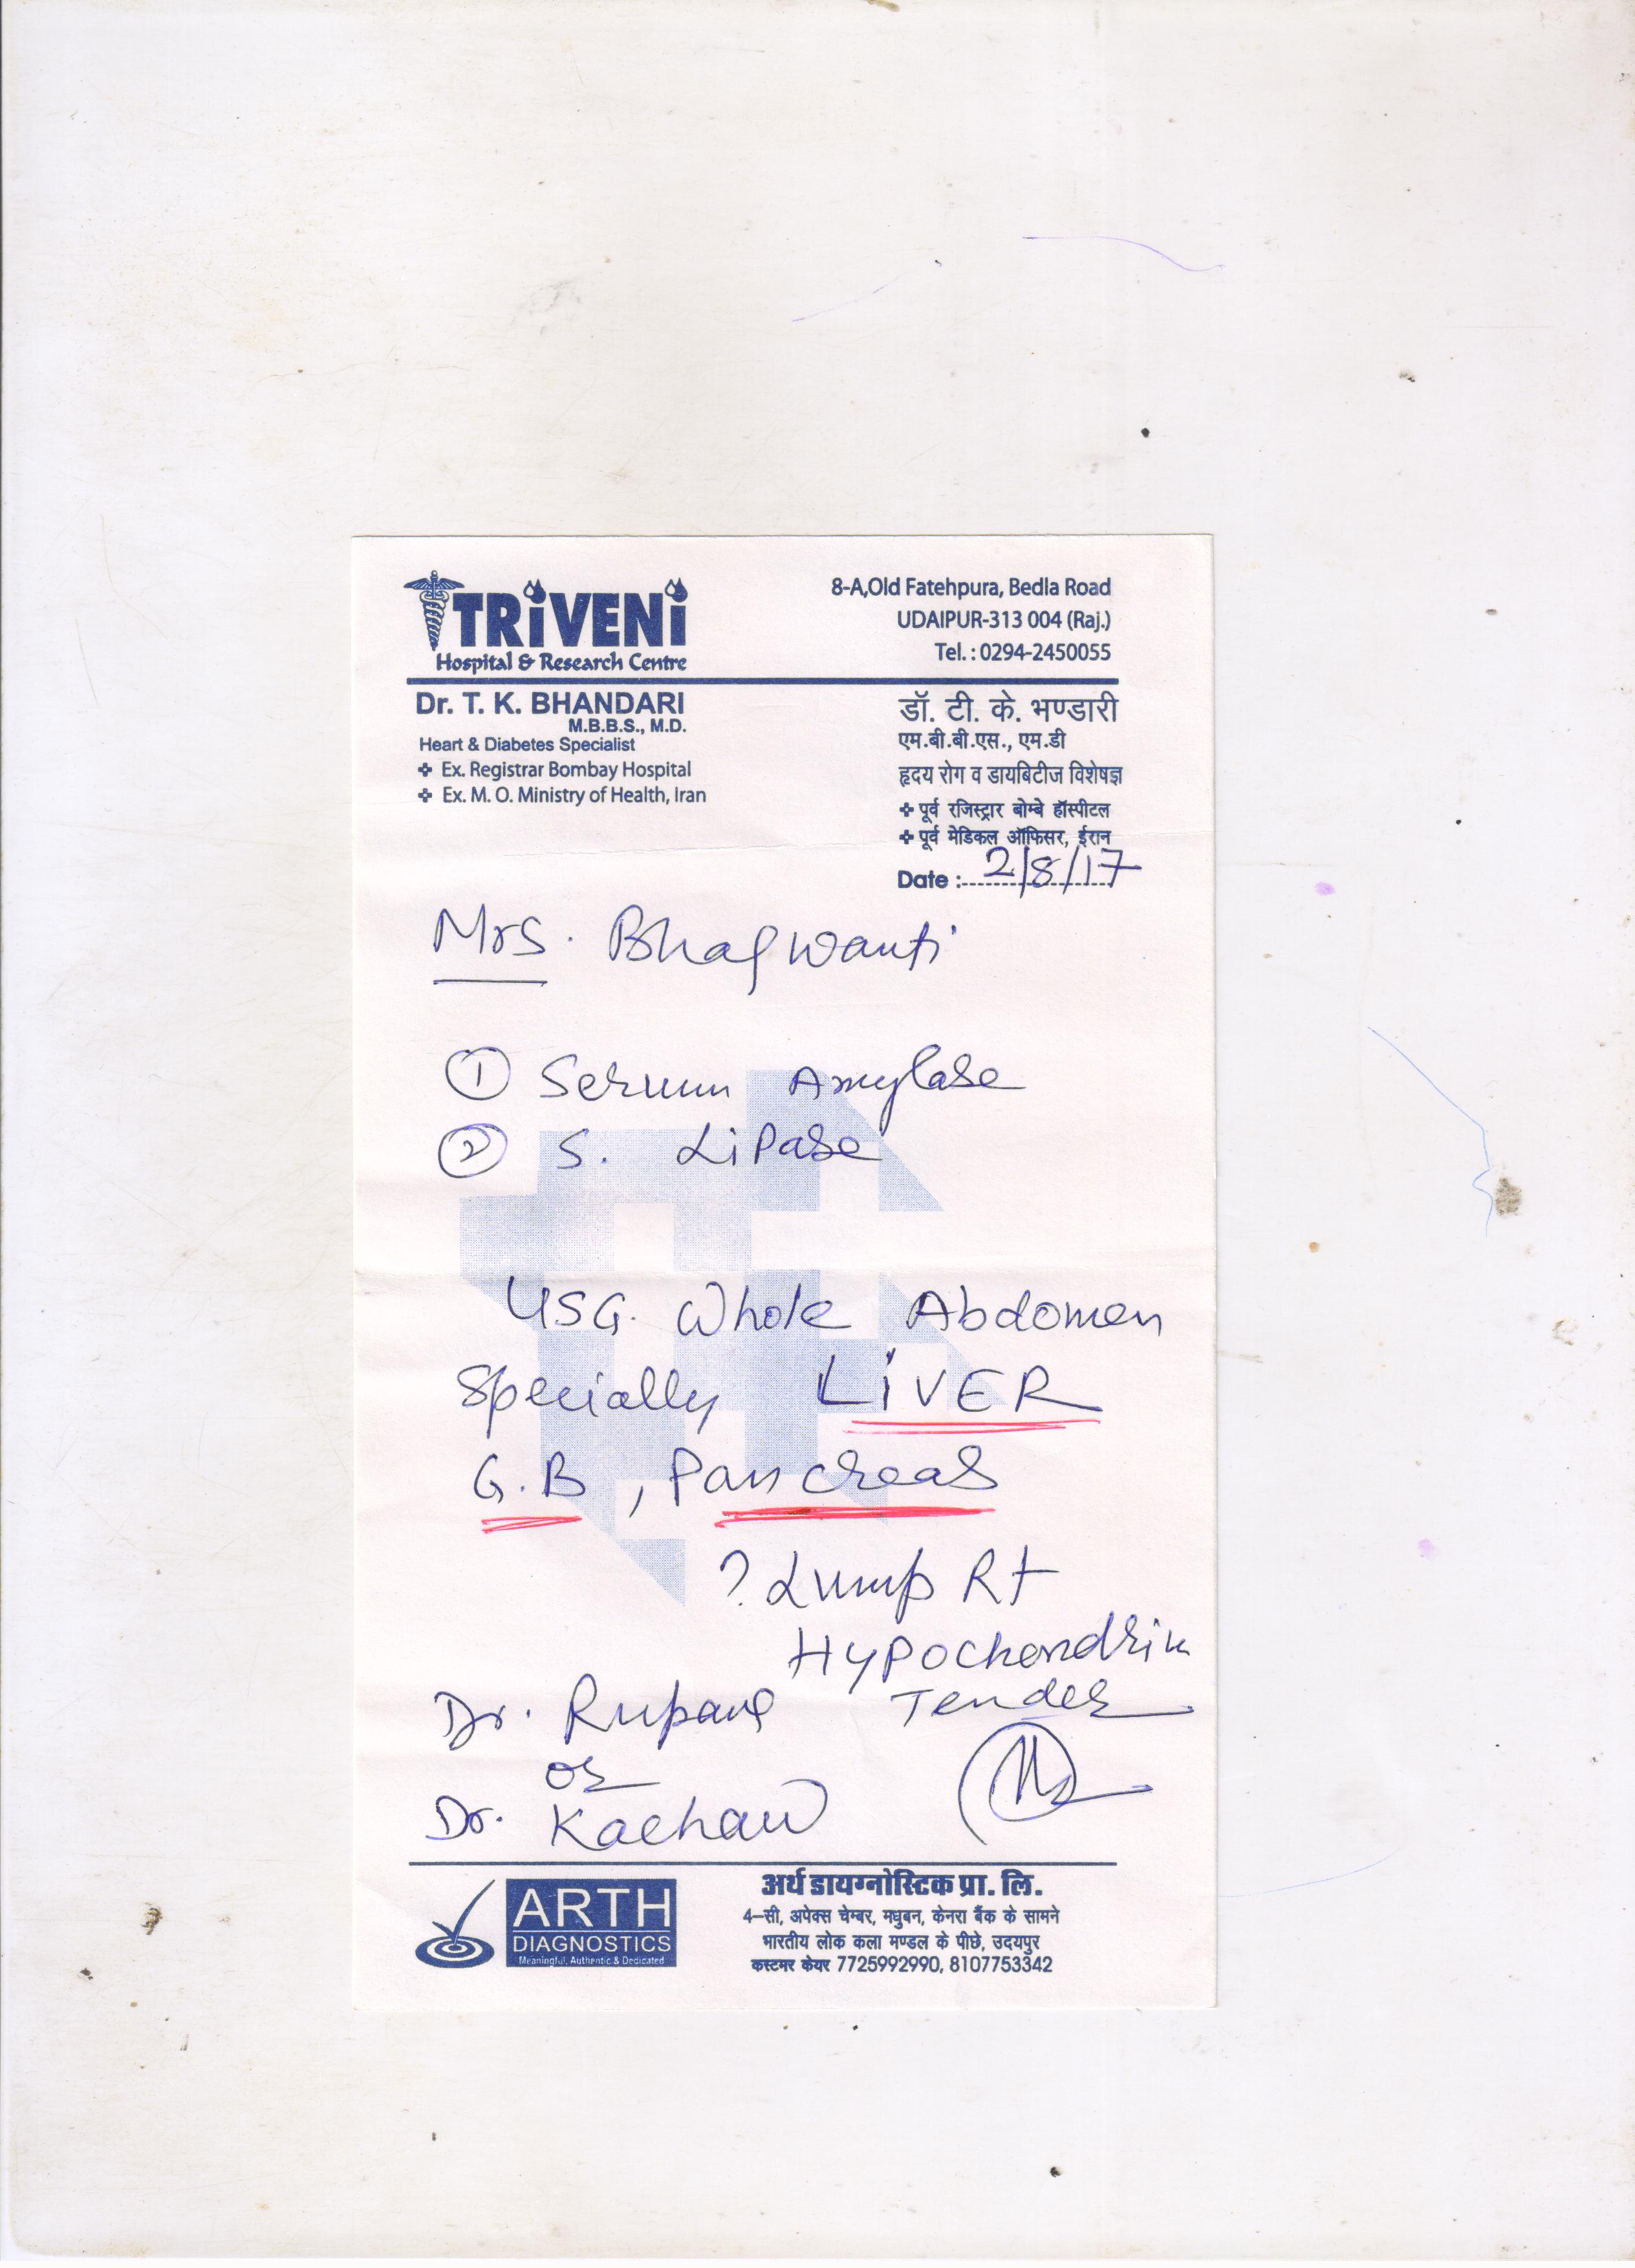 TRiVENi
Hospital & Research Centre
8-A,Old Fatehpura, Bedla Road
UDAIPUR-313 004 (Raj.)
Tel. : 0294-2450055
Dr. T. K. BHANDARI
M.B.B.S., M.D.
Heart & Diabetes Specialist
Ex. Registrar Bombay Hospital
Ex. M. O. Ministry of Health, Iran
डॉ. टी. के. भण्डारी
एम.बी.बी.एस., एम.डी
हृदय रोग व डायबिटीज विशेषज्ञ
पूर्व रजिस्ट्रार बोम्बे हॉस्पीटल
पूर्व मेडिकल ऑफिसर, ईरान
Date : 2/8/17
Mrs. Bhagwanti
1 Serum Amylase
2 S. Lipase
USG. Whole Abdomen
Specially LiVER
G.B, Pancreas
? Lump Rt
Hypochondrin
Tender
Dr.
or
Dr.
ARTH
DIAGNOSTICS
Meaningful, Authentic & Dedicated
अर्थ डायग्नोस्टिक प्रा. लि.
4-सी, अपेक्स चेम्बर, मधुबन, केनरा बैंक के सामने
भारतीय लोक कला मण्डल के पीछे, उदयपुर
कस्टमर केयर 7725992990, 8107753342